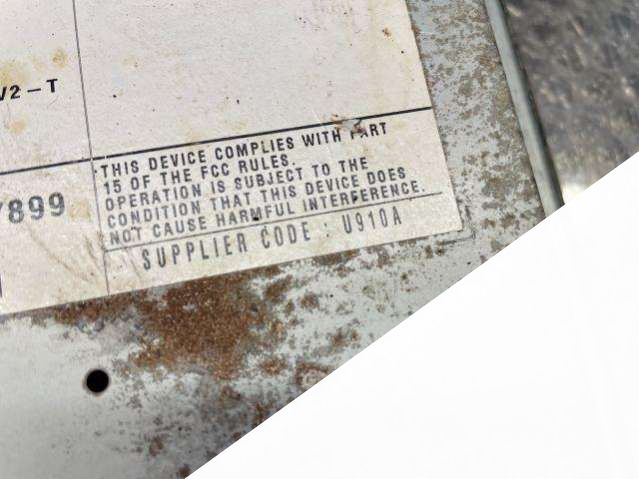 V2-T
THIS DEVICE COMPLIES WITH PART
15 OF THE FCC RULES.
OPERATION IS SUBJECT TO THE
CONDITION THAT THIS DEVICE DOES
NOT CAUSE HARMFUL INTERFERENCE.
7899
SUPPLIER CODE : U910A